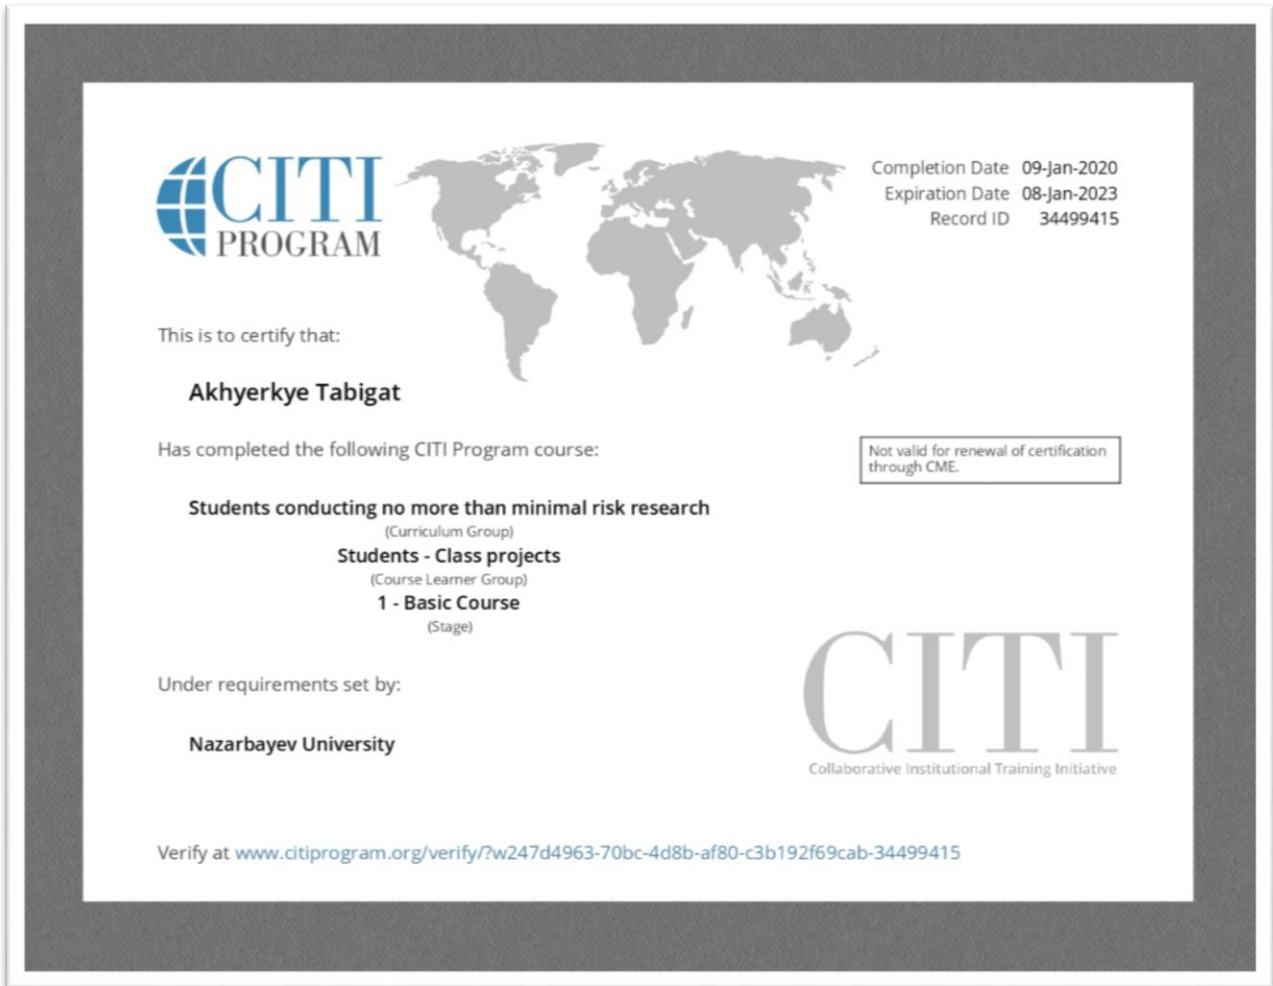 CITI
PROGRAM
Completion Date 09-Jan-2020
Expiration Date 08-Jan-2023
Record ID 34499415
This is to certify that:
Akhyerkye Tabigat
Has completed the following CITI Program course:
Not valid for renewal of certification
through CME.
Students conducting no more than minimal risk research
(Curriculum Group)
Students - Class projects
(Course Learner Group)
1 - Basic Course
(Stage)
Under requirements set by:
Nazarbayev University
CITI
Collaborative Institutional Training Initiative
Verify at www.citiprogram.org/verify/?w247d4963-70bc-4d8b-af80-c3b192f69cab-34499415